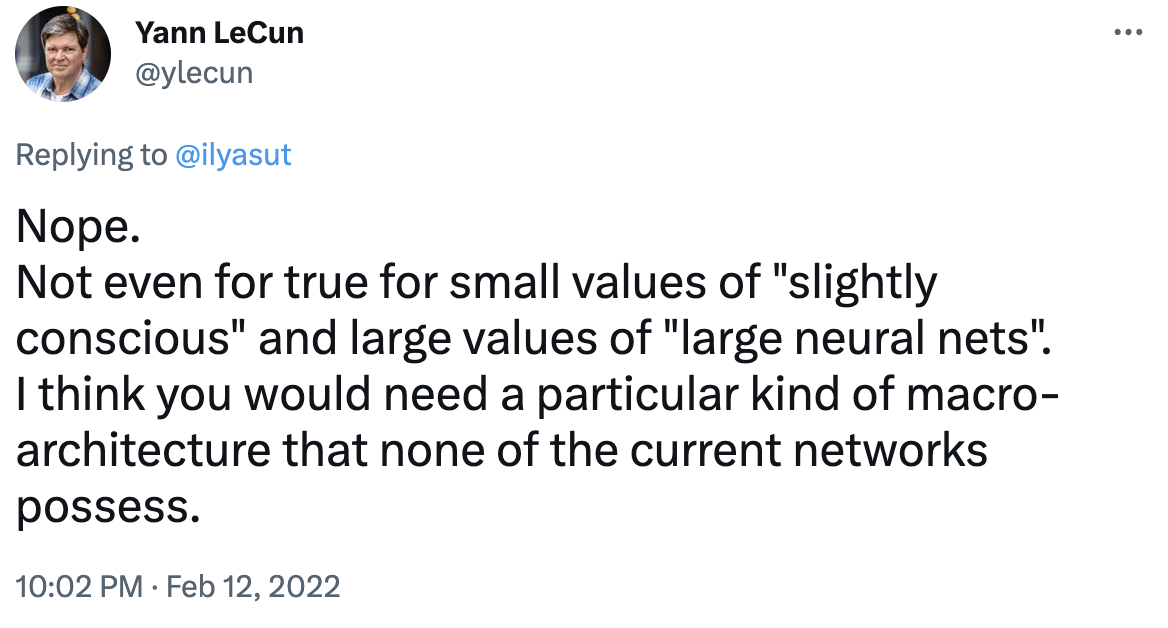 Yann LeCun
@ylecun
Replying to @ilyasut
Nope.
Not even for true for small values of "slightly
conscious" and large values of "large neural nets".
I think you would need a particular kind of macro-
architecture that none of the current networks
possess.
10:02 PM · Feb 12, 2022